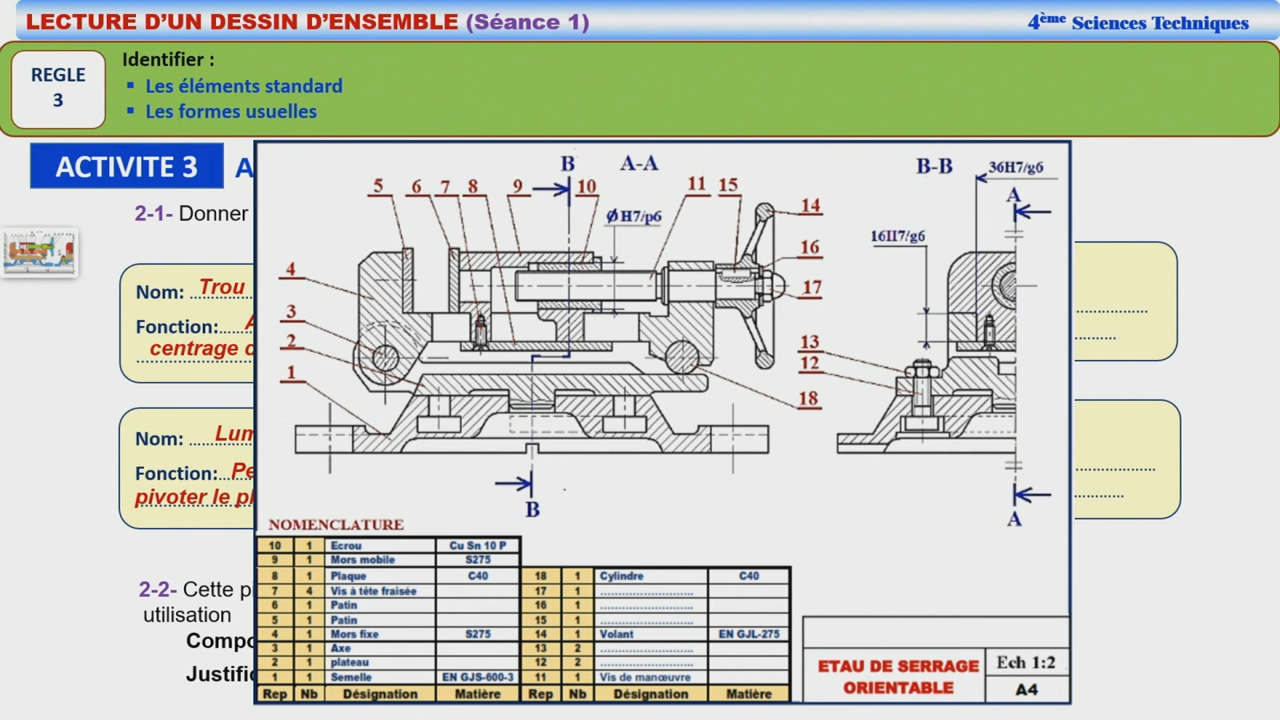 LECTURE D’UN DESSIN D’ENSEMBLE (Séance 1)
4ème Sciences Techniques
REGLE
3
Identifier :
▪ Les éléments standard
▪ Les formes usuelles
ACTIVITE 3
A
2-1- Donner
Nom: ... Trou
Fonction:....
centrage
Nom: ....
Fonction:... Pe
pivoter le
2-2- Cette
utilisation
Compo
B A-A B-B 36H7/g6
A
5 6 7 8 9 10 11 15 14
Ø H7/p6
16H7/g6
16
17
4
3
2
1
13
12
18
B
A
NOMENCLATURE
10 1 Ecrou Cu Sn 10 P
9 1 Mors mobile S275
8 1 Plaque C40 18 1 Cylindre C40
7 4 Vis à tête fraisée 17 1 ..........................
6 1 Patin 16 1 ..........................
5 1 Patin 15 1 ..........................
4 1 Mors fixe S275 14 1 Volant EN GJL-275
3 1 Axe 13 2 ..........................
2 1 plateau 12 2 ..........................
1 1 Semelle EN GJS-600-3 11 1 Vis de manœuvre
Rep Nb Désignation Matière Rep Nb Désignation Matière
ETAU DE SERRAGE
ORIENTABLE
Ech 1:2
A4